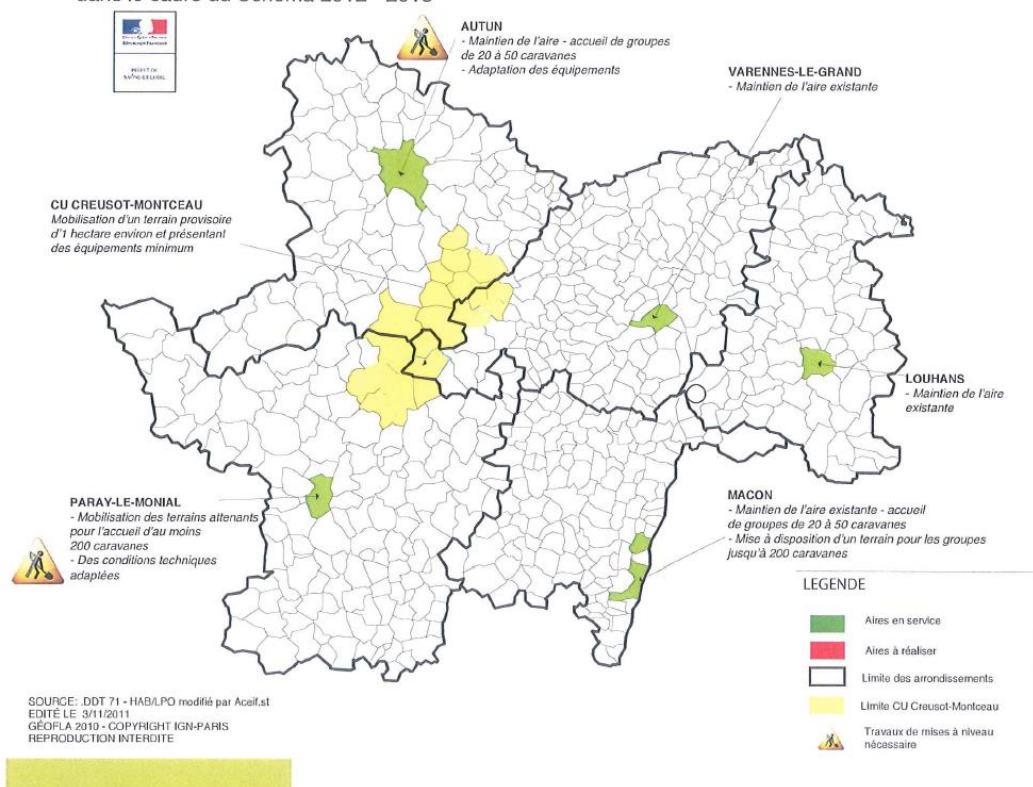 dans le cadre du Schéma 2012 - 2018
AUTUN
- Maintien de l'aire - accueil de groupes
de 20 à 50 caravanes
- Adaptation des équipements
VARENNES-LE-GRAND
- Maintien de l'aire existante
CU CREUSOT-MONTCEAU
Mobilisation d'un terrain provisoire
d'1 hectare environ et présentant
des équipements minimum
LOUHANS
- Maintien de l'aire
existante
PARAY-LE-MONIAL
- Mobilisation des terrains attenants
pour l'accueil d'au moins
200 caravanes
- Des conditions techniques
adaptées
MACON
- Maintien de l'aire existante - accueil
de groupes de 20 à 50 caravanes
- Mise à disposition d'un terrain pour les groupes
jusqu'à 200 caravanes
LEGENDE
Aires en service
Aires à réaliser
Limite des arrondissements
Limite CU Creusot-Montceau
Travaux de mises à niveau
nécessaire
SOURCE: .DDT 71 - HAB/LPO modifié par Aceif.st
EDITÉ LE 3/11/2011
GÉOFLA 2010 - COPYRIGHT IGN-PARIS
REPRODUCTION INTERDITE